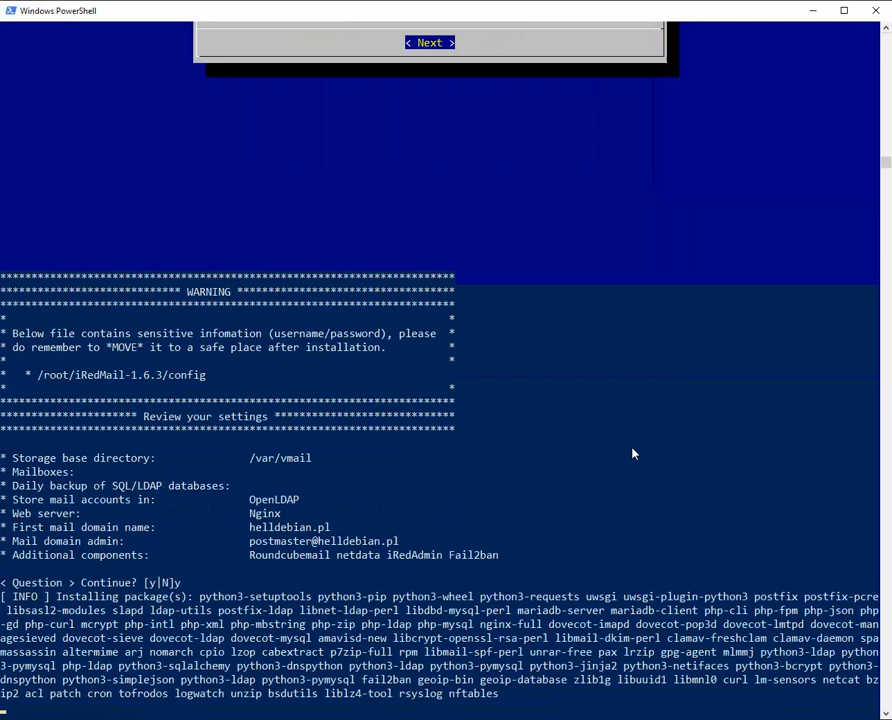 Windows PowerShell
< Next >
*******************************************************************************
****************************** WARNING ************************************
*******************************************************************************
* *
* Below file contains sensitive infomation (username/password), please *
* do remember to *MOVE* it to a safe place after installation. *
* *
* * /root/iRedMail-1.6.3/config
* *
*******************************************************************************
*********************** Review your settings *******************************
*******************************************************************************
* Storage base directory: /var/vmail
* Mailboxes:
* Daily backup of SQL/LDAP databases:
* Store mail accounts in: OpenLDAP
* Web server: Nginx
* First mail domain name: helldebian.pl
* Mail domain admin: postmaster@helldebian.pl
* Additional components: Roundcubemail netdata iRedAdmin Fail2ban
< Question > Continue? [y|N]y
[ INFO ] Installing package(s): python3-setuptools python3-pip python3-wheel python3-requests uwsgi uwsgi-plugin-python3 postfix postfix-pcre
libsasl2-modules slapd ldap-utils postfix-ldap libnet-ldap-perl libdbd-mysql-perl mariadb-server mariadb-client php-cli php-fpm php-json php
-gd php-curl mcrypt php-intl php-xml php-mbstring php-zip php-ldap php-mysql nginx-full dovecot-imapd dovecot-pop3d dovecot-lmtpd dovecot-man
agesieved dovecot-sieve dovecot-ldap dovecot-mysql amavisd-new libcrypt-openssl-rsa-perl libmail-dkim-perl clamav-freshclam clamav-daemon spa
massassin altermime arj nomarch cpio lzop cabextract p7zip-full rpm libmail-spf-perl unrar-free pax lrzip gpg-agent mlmmj python3-ldap python
3-pymysql php-ldap python3-sqlalchemy python3-dnspython python3-ldap python3-pymysql python3-jinja2 python3-netifaces python3-bcrypt python3-
dnspython python3-simplejson python3-ldap python3-pymysql fail2ban geoip-bin geoip-database zlib1g libuuid1 libmnl0 curl lm-sensors netcat bz
ip2 acl patch cron tofrodos logwatch unzip bsdutils liblz4-tool rsyslog nftables